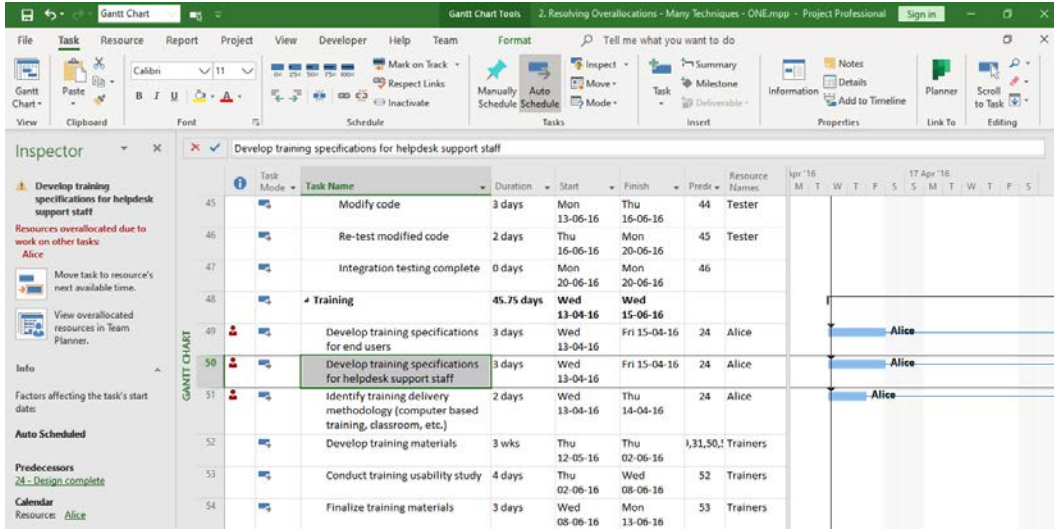 Gantt Chart
Gantt Chart Tools
2. Resolving Overallocations - Many Techniques - ONE.mpp - Project Professional
Sign in
File Task Resource Report Project View Developer Help Team Format Tell me what you want to do
Gantt Chart
Paste
Calibri 11
B I U A
0% 25% 50% 75% 100%
Mark on Track
Respect Links
Inactivate
Manually Schedule
Auto Schedule
Inspect
Move
Mode
Task
Summary
Milestone
Deliverable
Information
Notes
Details
Add to Timeline
Planner
Scroll to Task
View Clipboard Font Schedule Tasks Insert Properties Link To Editing
Inspector
Develop training specifications for helpdesk support staff
Develop training
specifications for helpdesk
support staff
Resources overallocated due to
work on other tasks:
Alice
Move task to resource's
next available time.
View overallocated
resources in Team
Planner.
Info
Factors affecting the task's start
date:
Auto Scheduled
Predecessors
24 - Design complete
Calendar
Resource: Alice
GANTT CHART
Task Mode Task Name Duration Start Finish Prede Resource Names
17 Apr '16
M T W T F S S M T W T F S
45 Modify code 3 days Mon 13-06-16 Thu 16-06-16 44 Tester
46 Re-test modified code 2 days Thu 16-06-16 Mon 20-06-16 45 Tester
47 Integration testing complete 0 days Mon 20-06-16 Mon 20-06-16 46
48 Training 45.75 days Wed 13-04-16 Wed 15-06-16
49 Develop training specifications for end users 3 days Wed 13-04-16 Fri 15-04-16 24 Alice
Alice
50 Develop training specifications for helpdesk support staff 3 days Wed 13-04-16 Fri 15-04-16 24 Alice
Alice
51 Identify training delivery methodology (computer based training, classroom, etc.) 2 days Wed 13-04-16 Thu 14-04-16 24 Alice
Alice
52 Develop training materials 3 wks Thu 12-05-16 Thu 02-06-16 Trainers
53 Conduct training usability study 4 days Thu 02-06-16 Wed 08-06-16 52 Trainers
54 Finalize training materials 3 days Wed 08-06-16 Mon 13-06-16 53 Trainers